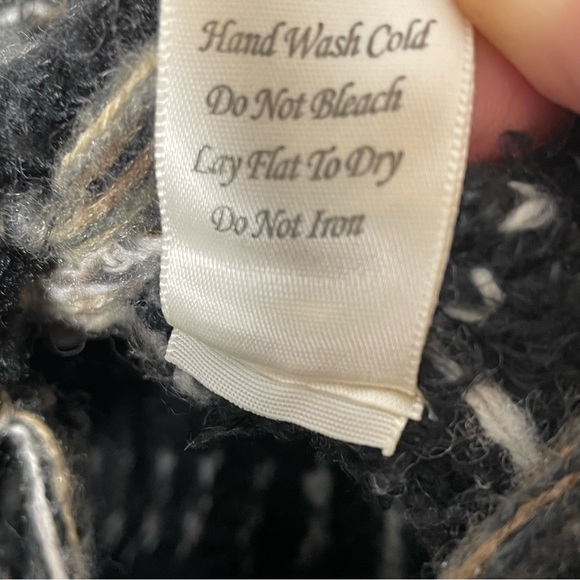 Hand Wash Cold
Do Not Bleach
Lay Flat To Dry
Do Not Iron